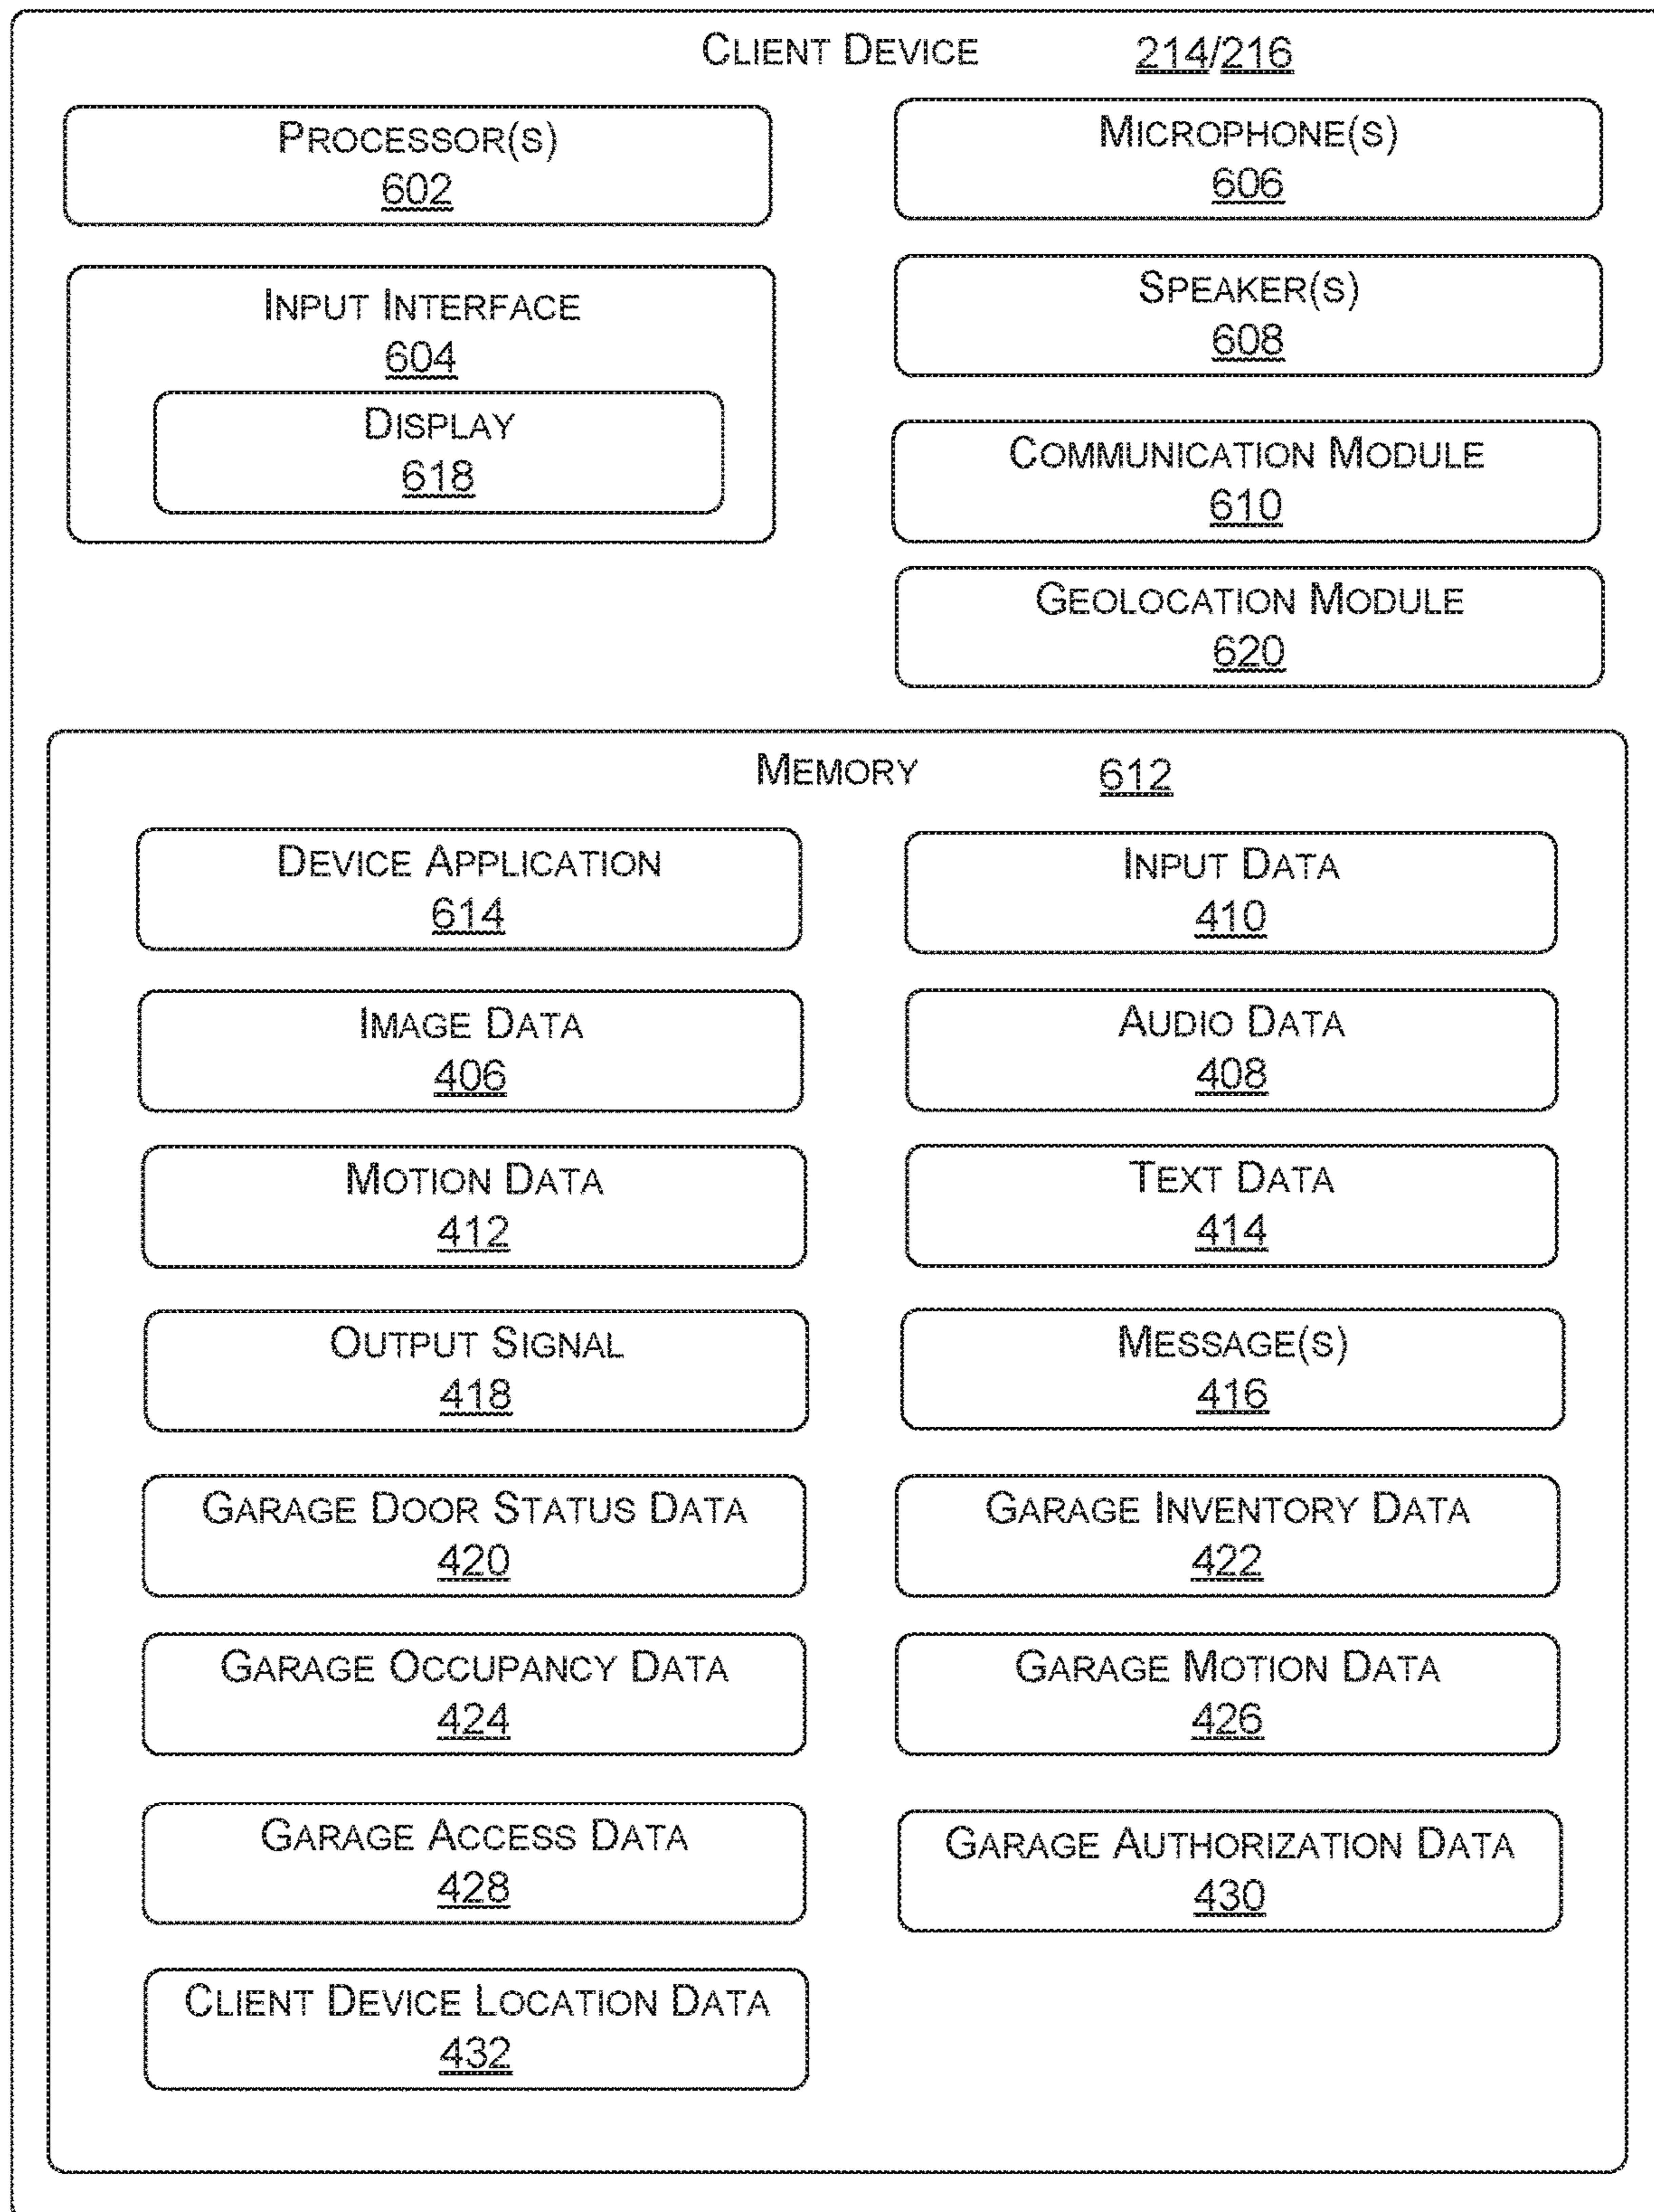 CLIENT DEVICE 214/216
PROCESSOR(S)
602
MICROPHONE(S)
606
INPUT INTERFACE
604
DISPLAY
618
SPEAKER(S)
608
COMMUNICATION MODULE
610
GEOLOCATION MODULE
620
MEMORY 612
DEVICE APPLICATION
614
INPUT DATA
410
IMAGE DATA
406
AUDIO DATA
408
MOTION DATA
412
TEXT DATA
414
OUTPUT SIGNAL
418
MESSAGE(S)
416
GARAGE DOOR STATUS DATA
420
GARAGE INVENTORY DATA
422
GARAGE OCCUPANCY DATA
424
GARAGE MOTION DATA
426
GARAGE ACCESS DATA
428
GARAGE AUTHORIZATION DATA
430
CLIENT DEVICE LOCATION DATA
432